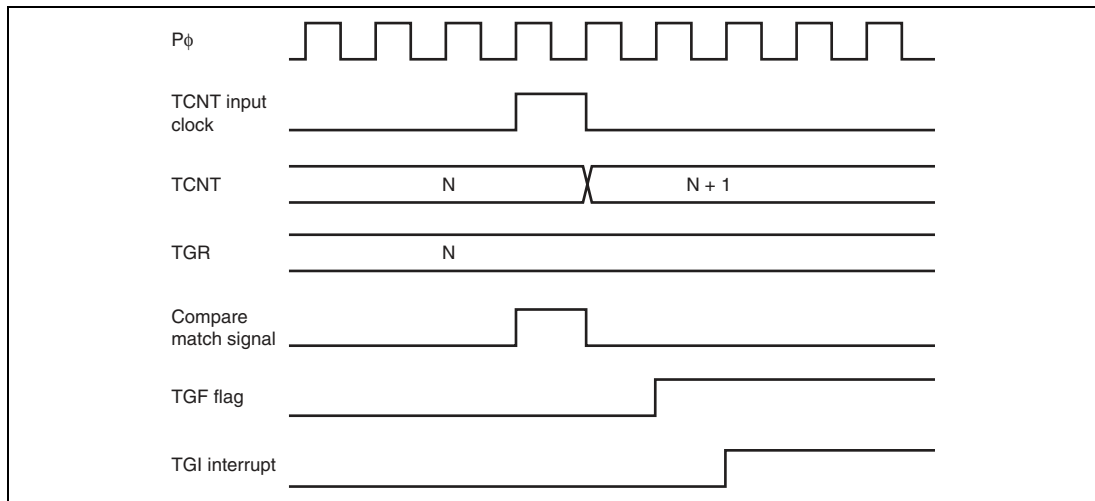 Pϕ
TCNT input
clock
TCNT
N
N + 1
TGR
N
Compare
match signal
TGF flag
TGI interrupt